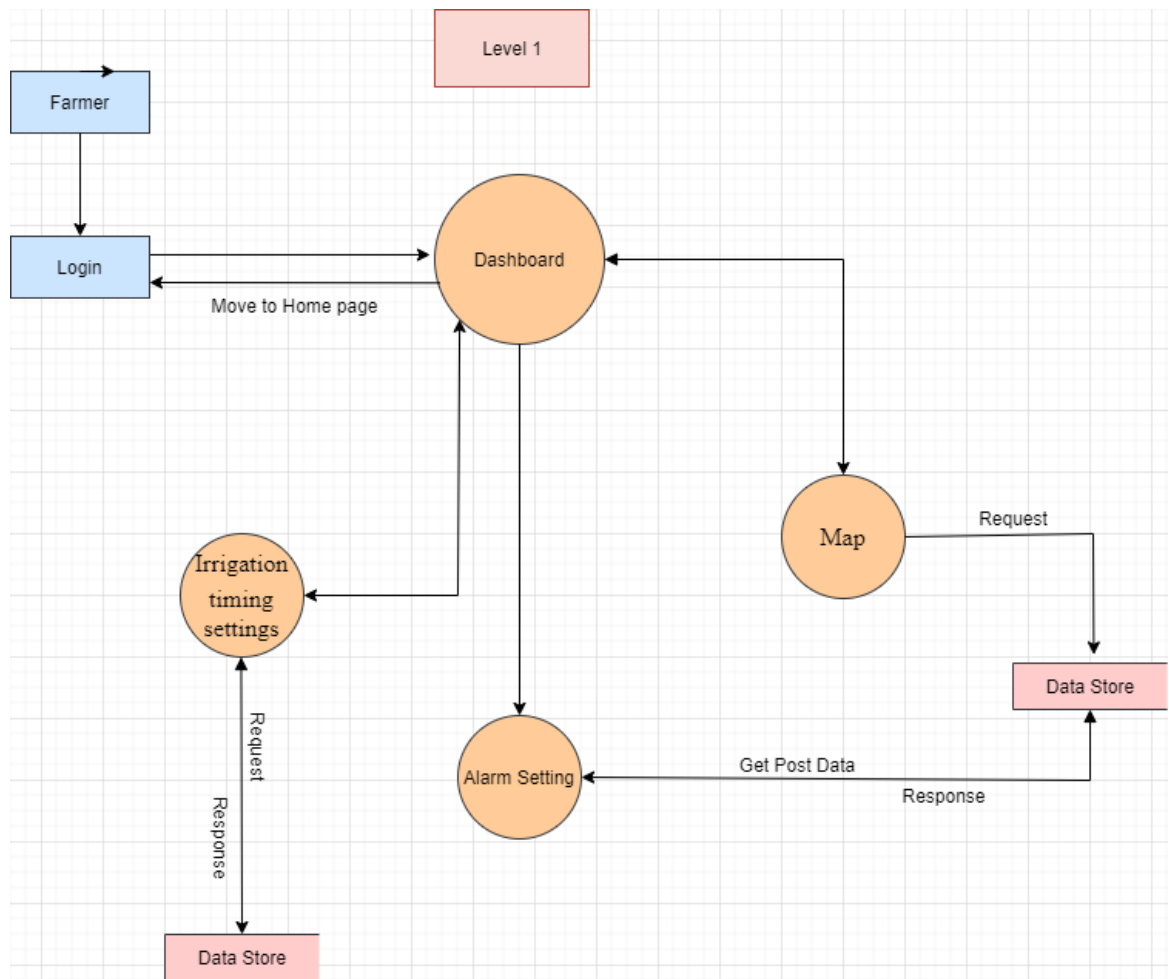 Level 1
Farmer
Login
Dashboard
Move to Home page
Irrigation
timing
settings
Map
Request
Data Store
Request
Response
Alarm Setting
Get Post Data
Response
Data Store